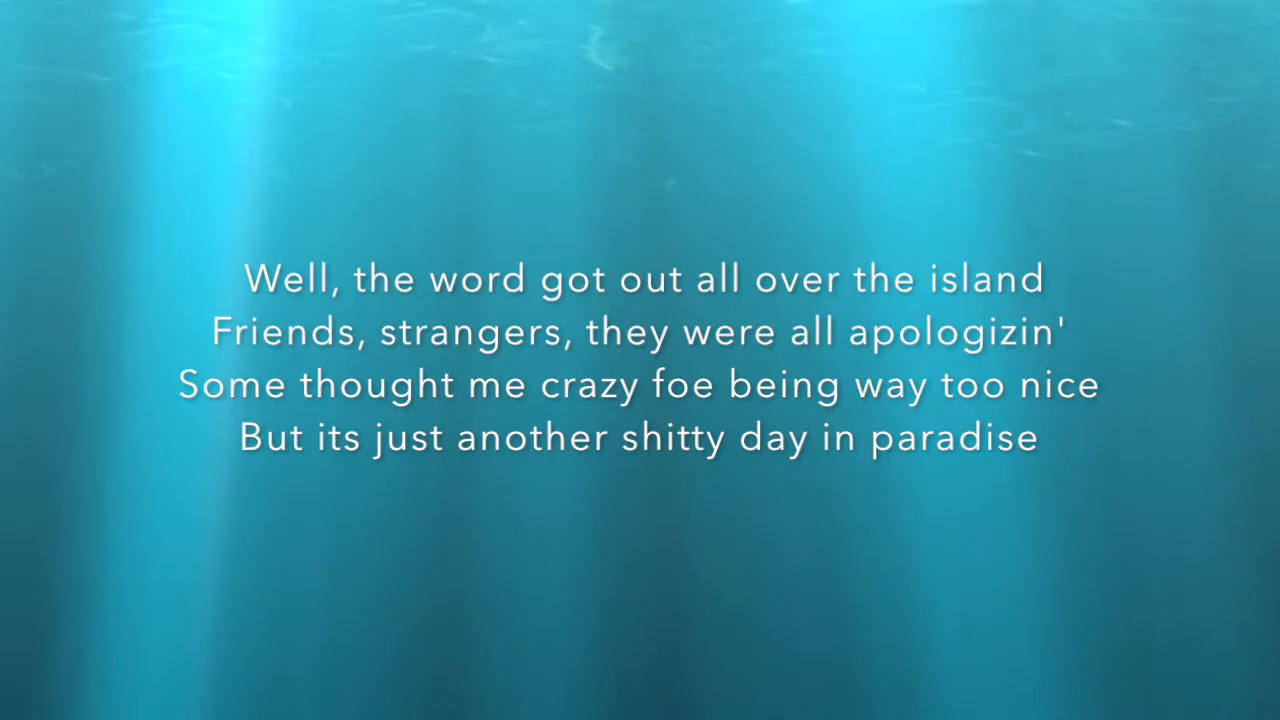 Well, the word got out all over the island
Friends, strangers, they were all apologizin'
Some thought me crazy foe being way too nice
But its just another shitty day in paradise